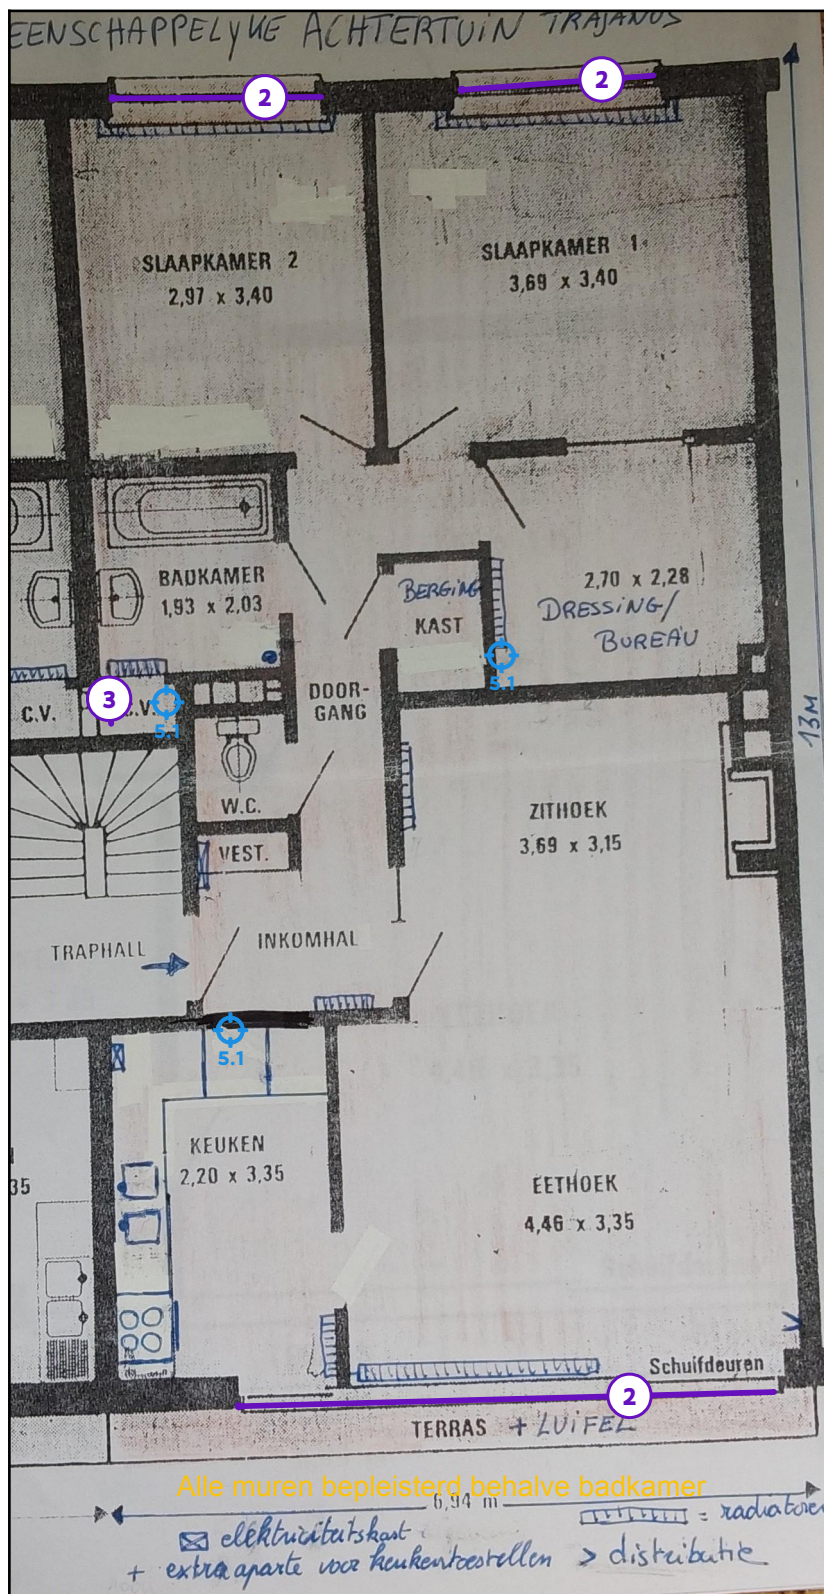 EENSCHAPPELYKE ACHTERTUIN TRAJANUS
2
2
SLAAPKAMER 2
2,97 x 3,40
SLAAPKAMER 1
3,69 x 3,40
BADKAMER
1,93 x 2,03
BERGING
KAST
2,70 x 2,28
DRESSING/
BUREAU
5.1
C.V.
3
.V.
5.1
DOOR-
GANG
13M
W.C.
VEST.
ZITHOEK
3,69 x 3,15
TRAPHALL
INKOMHAL
5.1
KEUKEN
2,20 x 3,35
35
EETHOEK
4,46 x 3,35
Schuifdeuren
2
TERRAS + LUIFEL
Alle muren bepleisterd behalve badkamer
6,94 m
= radiatoren
elektriciteitskast
+ extra aparte voor keukentoestellen > distributie